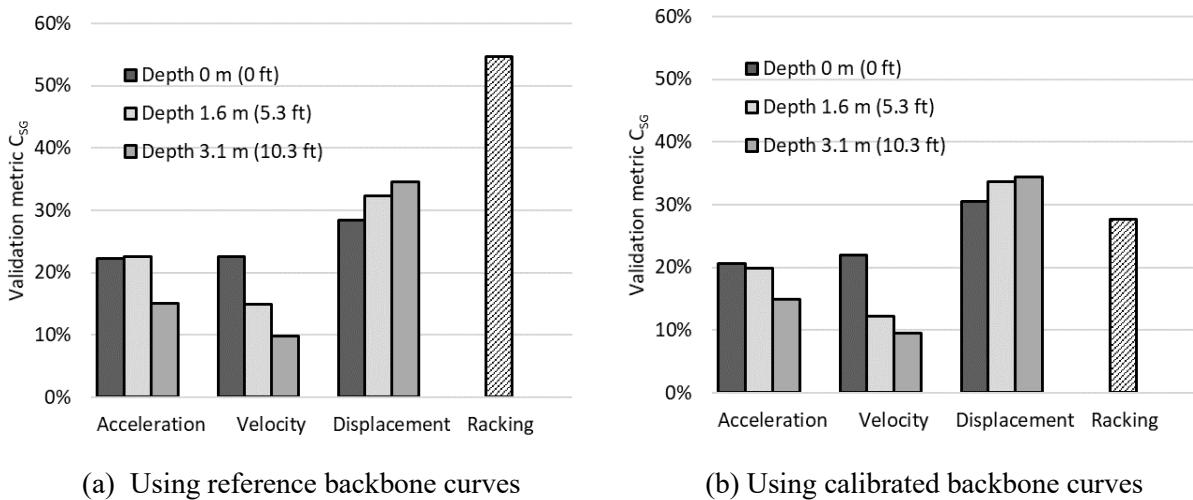 60%
50%
40%
30%
20%
10%
0%
Validation metric C_SG
Depth 0 m (0 ft)
Depth 1.6 m (5.3 ft)
Depth 3.1 m (10.3 ft)
Acceleration Velocity Displacement Racking
(a) Using reference backbone curves
60%
50%
40%
30%
20%
10%
0%
Validation metric C_SG
Depth 0 m (0 ft)
Depth 1.6 m (5.3 ft)
Depth 3.1 m (10.3 ft)
Acceleration Velocity Displacement Racking
(b) Using calibrated backbone curves